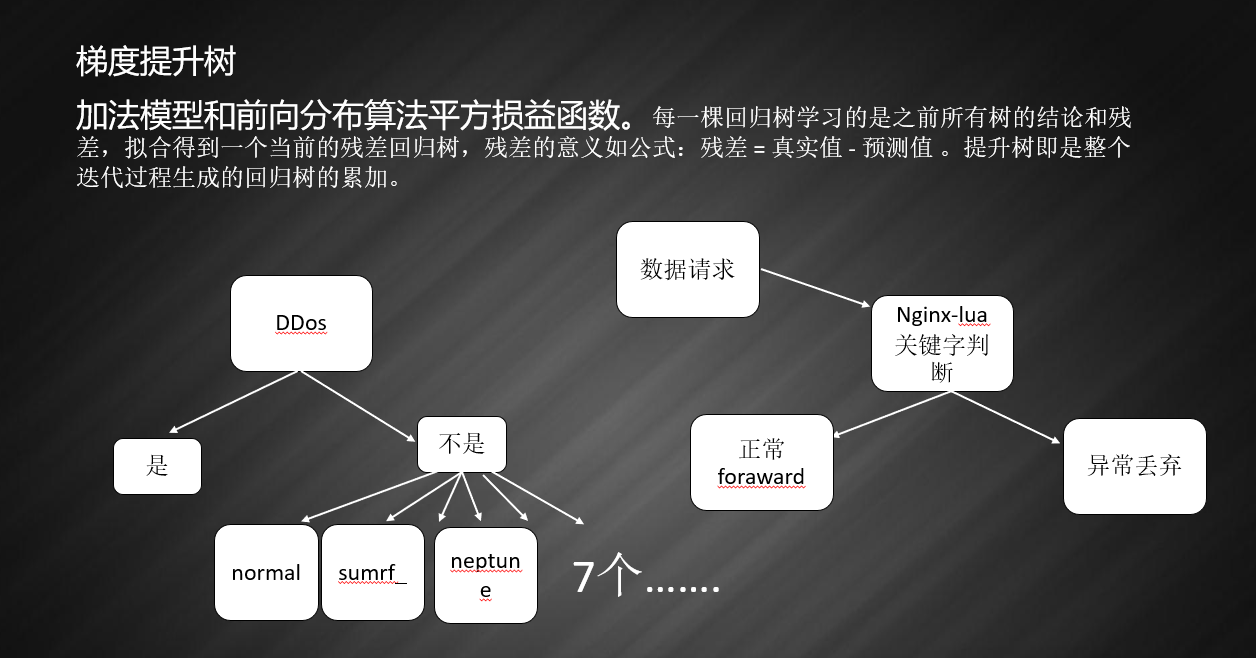 梯度提升树
加法模型和前向分布算法平方损益函数。每一棵回归树学习的是之前所有树的结论和残
差，拟合得到一个当前的残差回归树，残差的意义如公式：残差 = 真实值 - 预测值 。提升树即是整个
迭代过程生成的回归树的累加。
数据请求
DDos
Nginx-lua
关键字判
断
是
不是
正常
foraward
异常丢弃
normal
sumrf_
neptun
e
7个.......